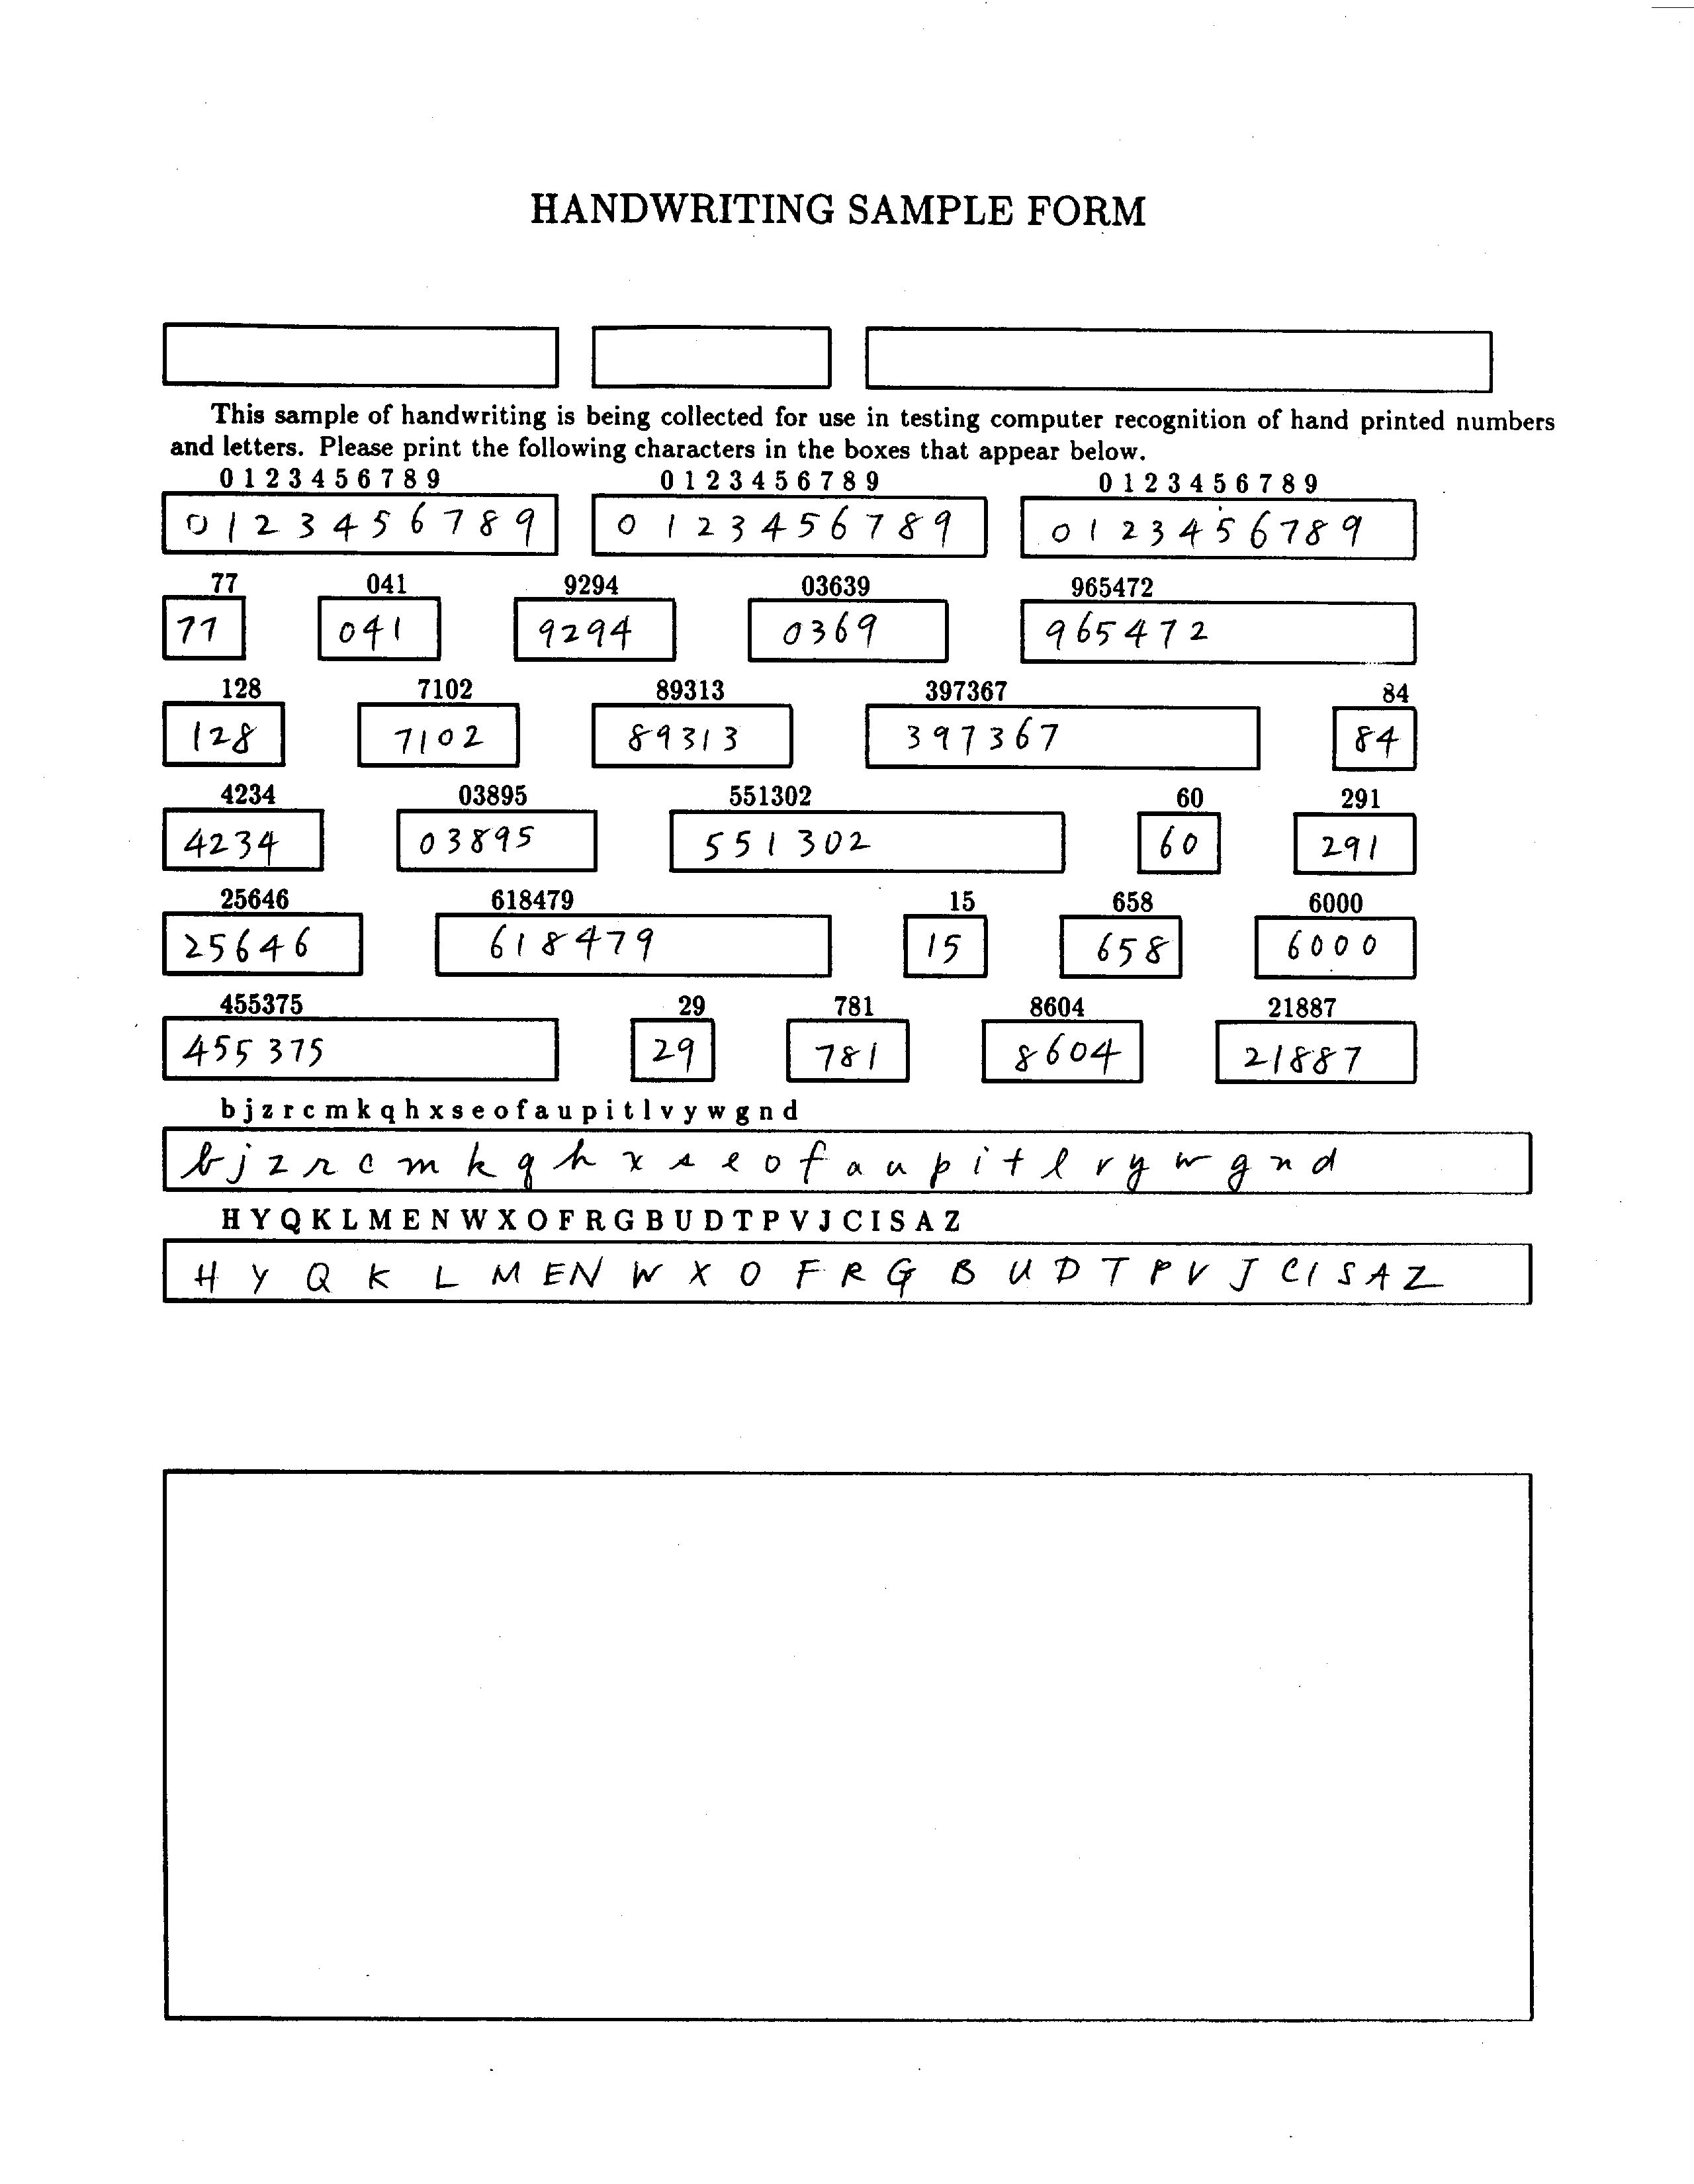 HANDWRITING SAMPLE FORM
This sample of handwriting is being collected for use in testing computer recognition of hand printed numbers
and letters. Please print the following characters in the boxes that appear below.
0 1 2 3 4 5 6 7 8 9 0 1 2 3 4 5 6 7 8 9 0 1 2 3 4 5 6 7 8 9
0 1 2 3 4 5 6 7 8 9 0 1 2 3 4 5 6 7 8 9 0 1 2 3 4 5 6 7 8 9
77 041 9294 03639 965472
77 041 9294 0369 965472
128 7102 89313 397367 84
128 7102 89313 397367 84
4234 03895 551302 60 291
4234 03895 551302 60 291
25646 618479 15 658 6000
25646 618479 15 658 6000
455375 29 781 8604 21887
455375 29 781 8604 21887
b j z r c m k q h x s e o f a u p i t l v y w g n d
b j z r c m k q h x s e o f a u p i t l v y w g n d
H Y Q K L M E N W X O F R G B U D T P V J C I S A Z
H Y Q K L M E N W X O F R G B U D T P V J C I S A Z